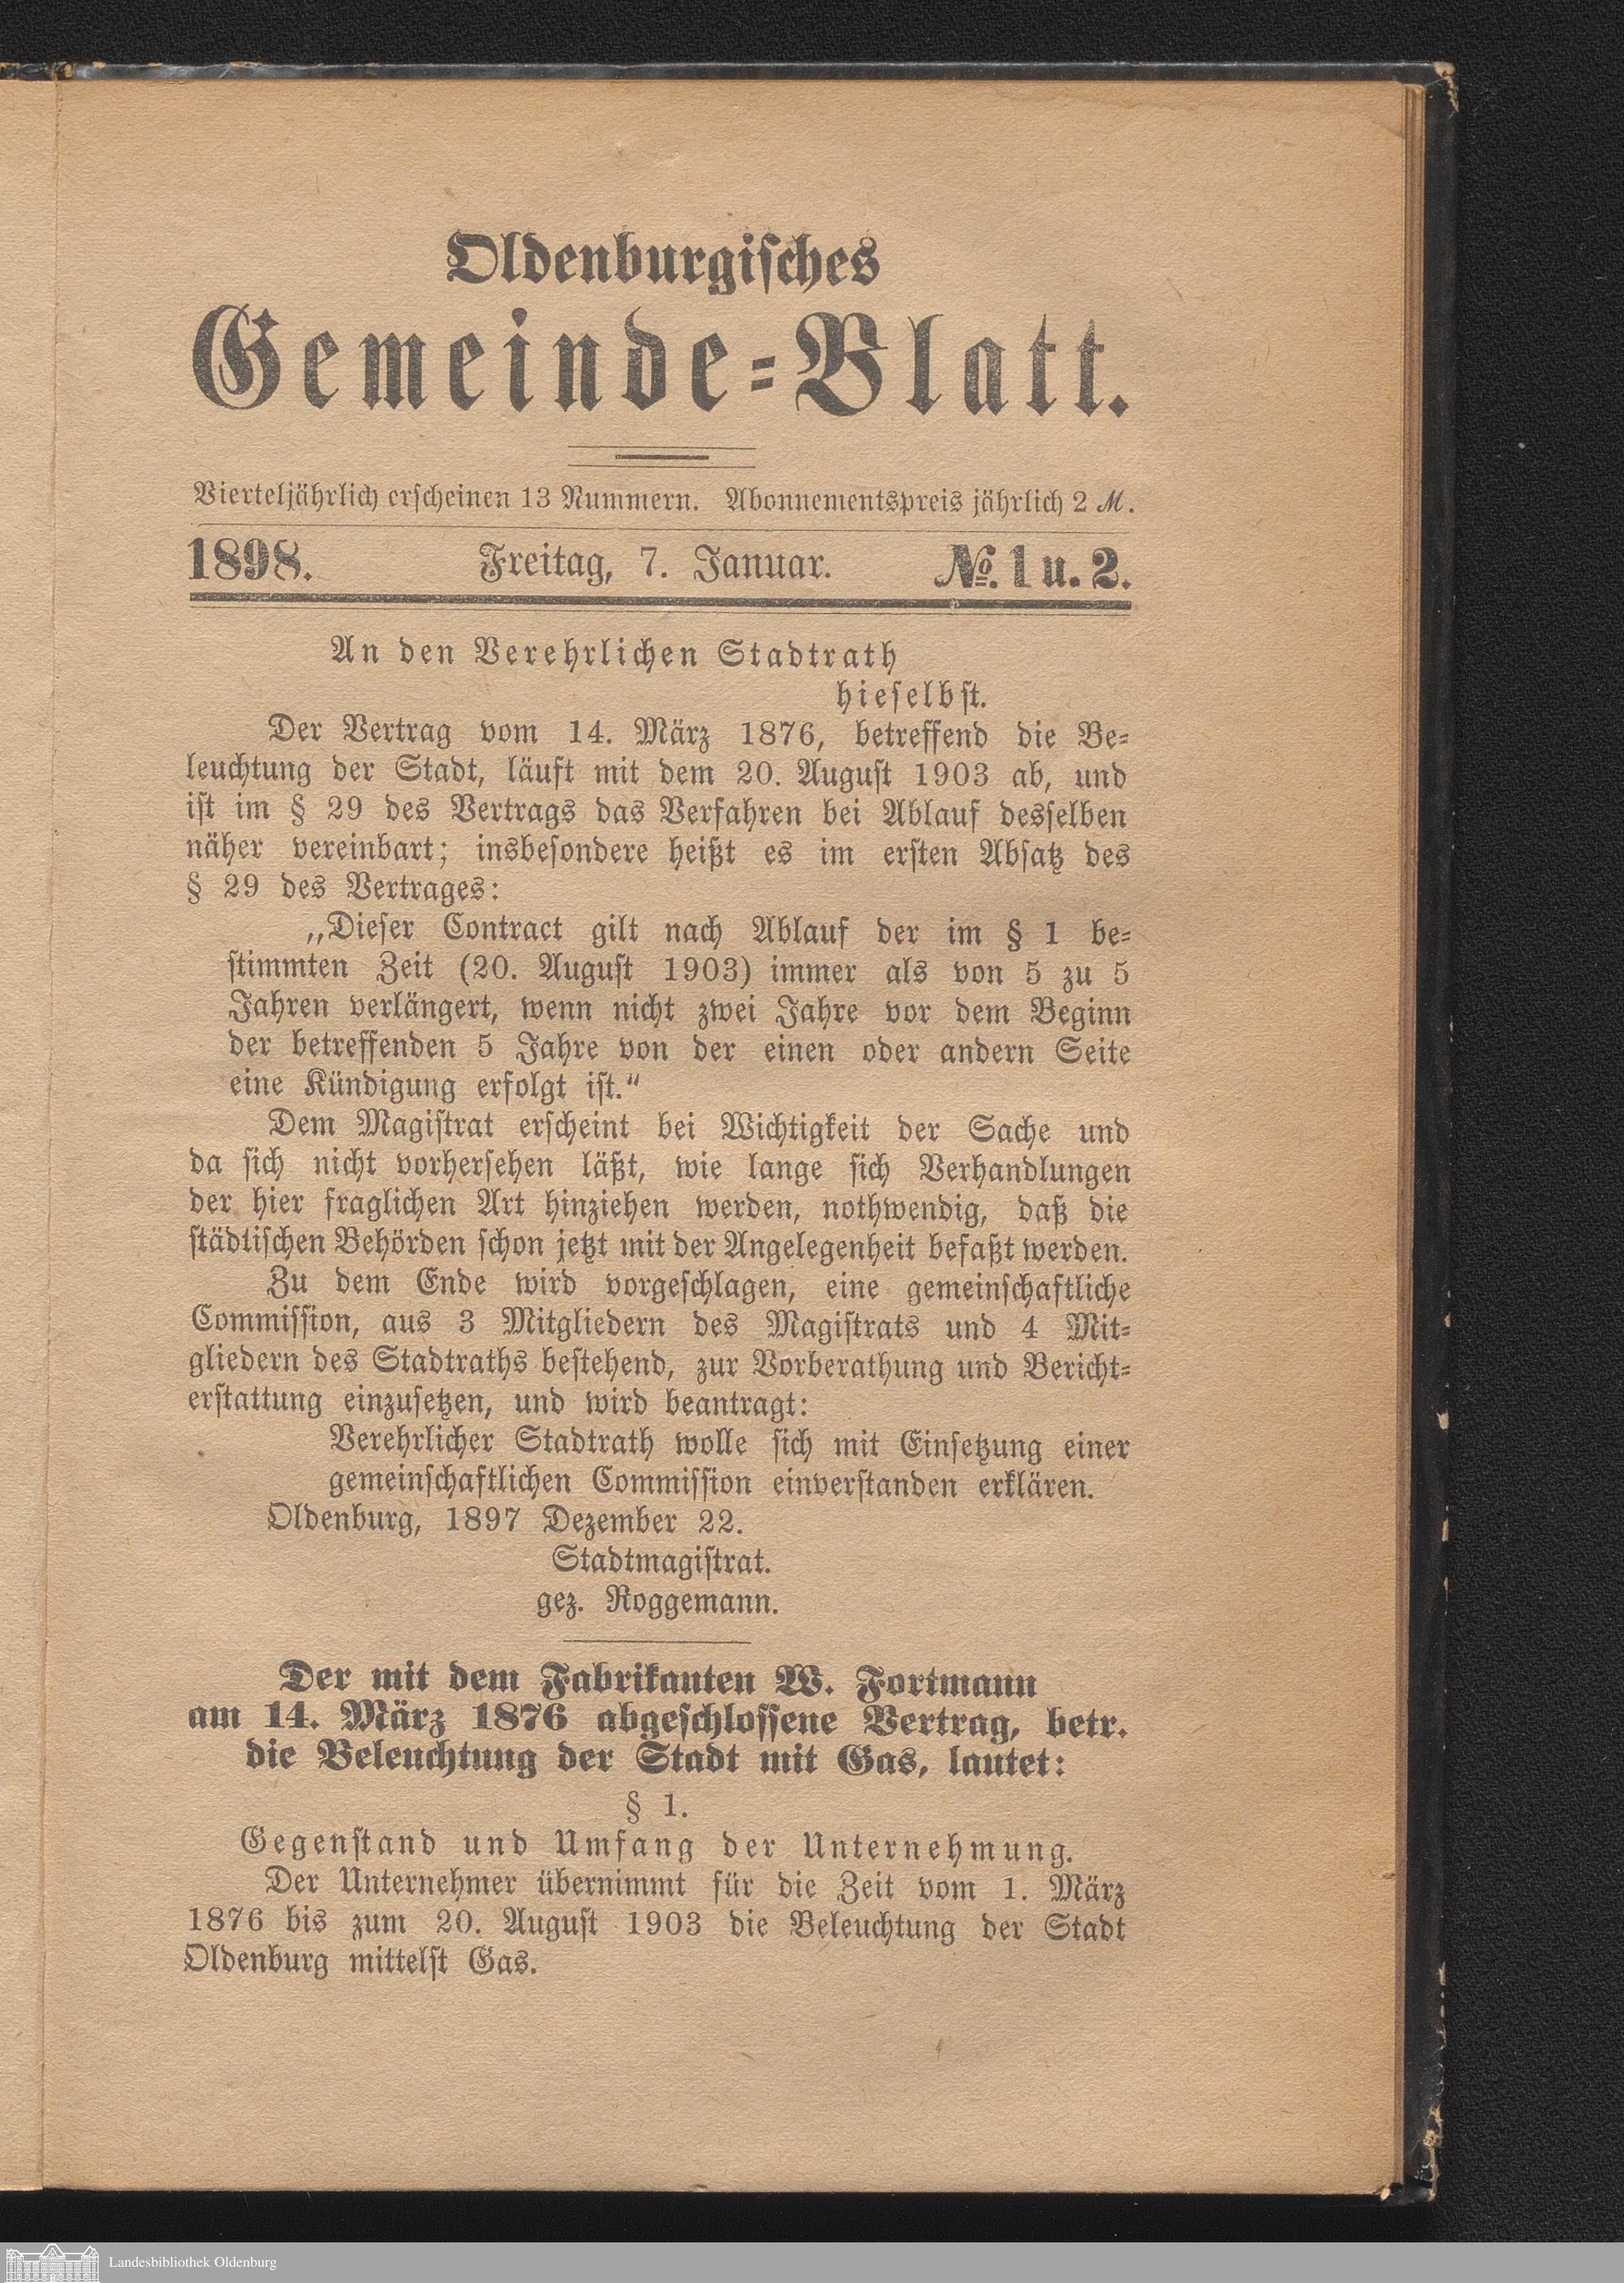 Oldenburgisches
Gemeinde-Blatt.
Vierteljährlich erscheinen 13 Nummern. Abonnementspreis jährlich 2 M.
1898. Freitag, 7. Januar. No. 1 u. 2.
An den Verehrlichen Stadtrath
hieselbst.
Der Vertrag vom 14. März 1876, betreffend die Be-
leuchtung der Stadt, läuft mit dem 20. August 1903 ab, und
ist im § 29 des Vertrags das Verfahren bei Ablauf desselben
näher vereinbart; insbesondere heißt es im ersten Absatz des
§ 29 des Vertrages:
„Dieser Contract gilt nach Ablauf der im § 1 be-
stimmten Zeit (20. August 1903) immer als von 5 zu 5
Jahren verlängert, wenn nicht zwei Jahre vor dem Beginn
der betreffenden 5 Jahre von der einen oder andern Seite
eine Kündigung erfolgt ist.“
Dem Magistrat erscheint bei Wichtigkeit der Sache und
da sich nicht vorhersehen läßt, wie lange sich Verhandlungen
der hier fraglichen Art hinziehen werden, nothwendig, daß die
städtischen Behörden schon jetzt mit der Angelegenheit befaßt werden.
Zu dem Ende wird vorgeschlagen, eine gemeinschaftliche
Commission, aus 3 Mitgliedern des Magistrats und 4 Mit-
gliedern des Stadtraths bestehend, zur Vorberathung und Bericht-
erstattung einzusetzen, und wird beantragt:
Verehrlicher Stadtrath wolle sich mit Einsetzung einer
gemeinschaftlichen Commission einverstanden erklären.
Oldenburg, 1897 Dezember 22.
Stadtmagistrat.
gez. Roggemann.
Der mit dem Fabrikanten W. Fortmann
am 14. März 1876 abgeschlossene Vertrag, betr.
die Beleuchtung der Stadt mit Gas, lautet:
§ 1.
Gegenstand und Umfang der Unternehmung.
Der Unternehmer übernimmt für die Zeit vom 1. März
1876 bis zum 20. August 1903 die Beleuchtung der Stadt
Oldenburg mittelst Gas.
Landesbibliothek Oldenburg